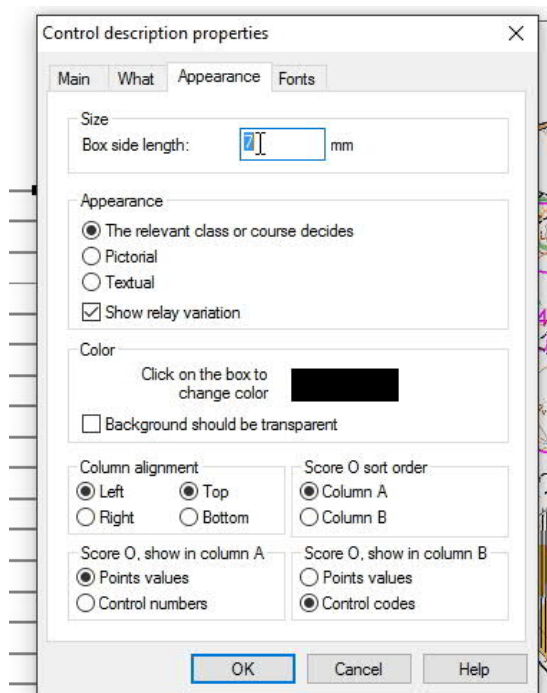 Control description properties
Main What Appearance Fonts
Size
Box side length: 7 mm
Appearance
The relevant class or course decides
Pictorial
Textual
Show relay variation
Color
Click on the box to
change color
Background should be transparent
Column alignment
Left Top
Right Bottom
Score O sort order
Column A
Column B
Score O, show in column A
Points values
Control numbers
Score O, show in column B
Points values
Control codes
OK Cancel Help